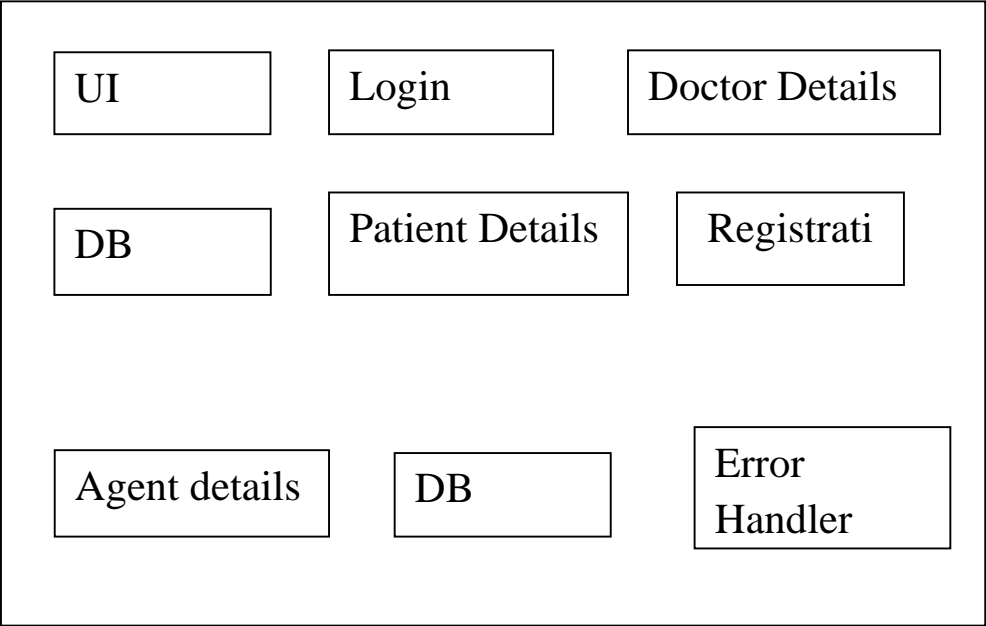 UI
Login
Doctor Details
DB
Patient Details
Registrati
Agent details
DB
Error
Handler